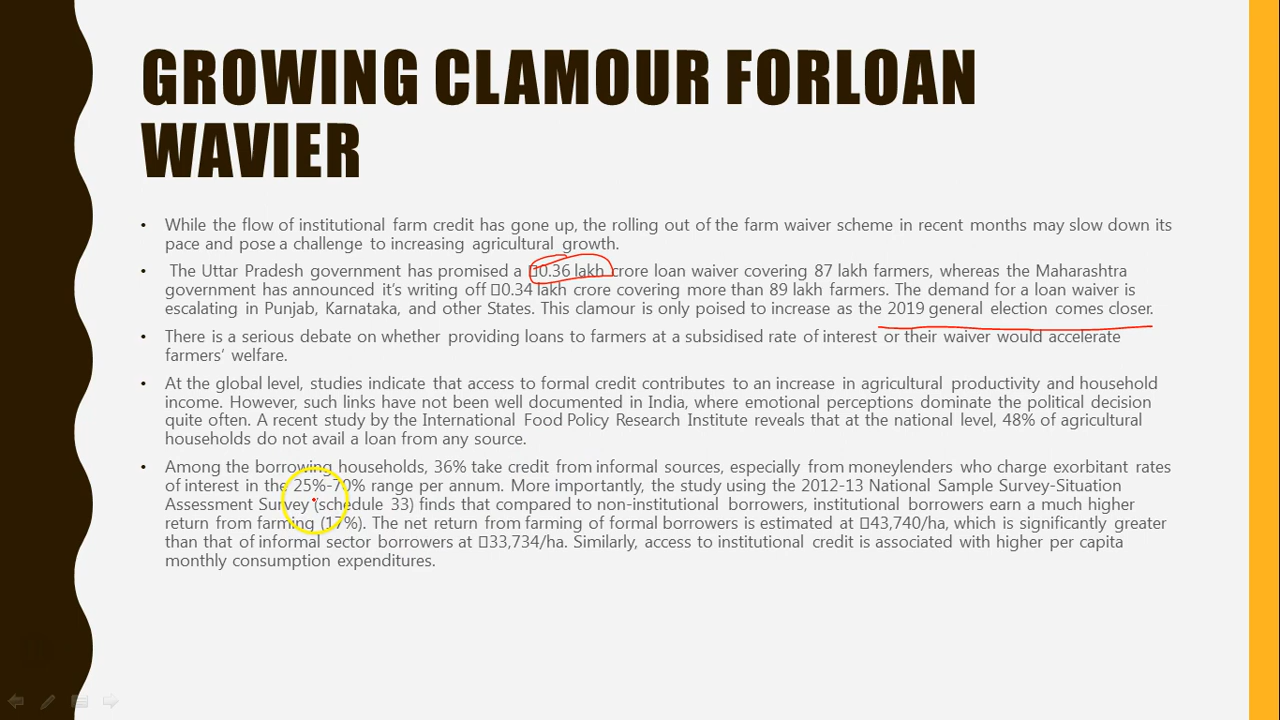 GROWING CLAMOUR FORLOAN
WAVIER
• While the flow of institutional farm credit has gone up, the rolling out of the farm waiver scheme in recent months may slow down its
pace and pose a challenge to increasing agricultural growth.
• The Uttar Pradesh government has promised a □0.36 lakh crore loan waiver covering 87 lakh farmers, whereas the Maharashtra
government has announced it's writing off □0.34 lakh crore covering more than 89 lakh farmers. The demand for a loan waiver is
escalating in Punjab, Karnataka, and other States. This clamour is only poised to increase as the 2019 general election comes closer.
• There is a serious debate on whether providing loans to farmers at a subsidised rate of interest or their waiver would accelerate
farmers' welfare.
• At the global level, studies indicate that access to formal credit contributes to an increase in agricultural productivity and household
income. However, such links have not been well documented in India, where emotional perceptions dominate the political decision
quite often. A recent study by the International Food Policy Research Institute reveals that at the national level, 48% of agricultural
households do not avail a loan from any source.
• Among the borrowing households, 36% take credit from informal sources, especially from moneylenders who charge exorbitant rates
of interest in the 25%-70% range per annum. More importantly, the study using the 2012-13 National Sample Survey-Situation
Assessment Survey (schedule 33) finds that compared to non-institutional borrowers, institutional borrowers earn a much higher
return from farming (17%). The net return from farming of formal borrowers is estimated at □43,740/ha, which is significantly greater
than that of informal sector borrowers at □33,734/ha. Similarly, access to institutional credit is associated with higher per capita
monthly consumption expenditures.